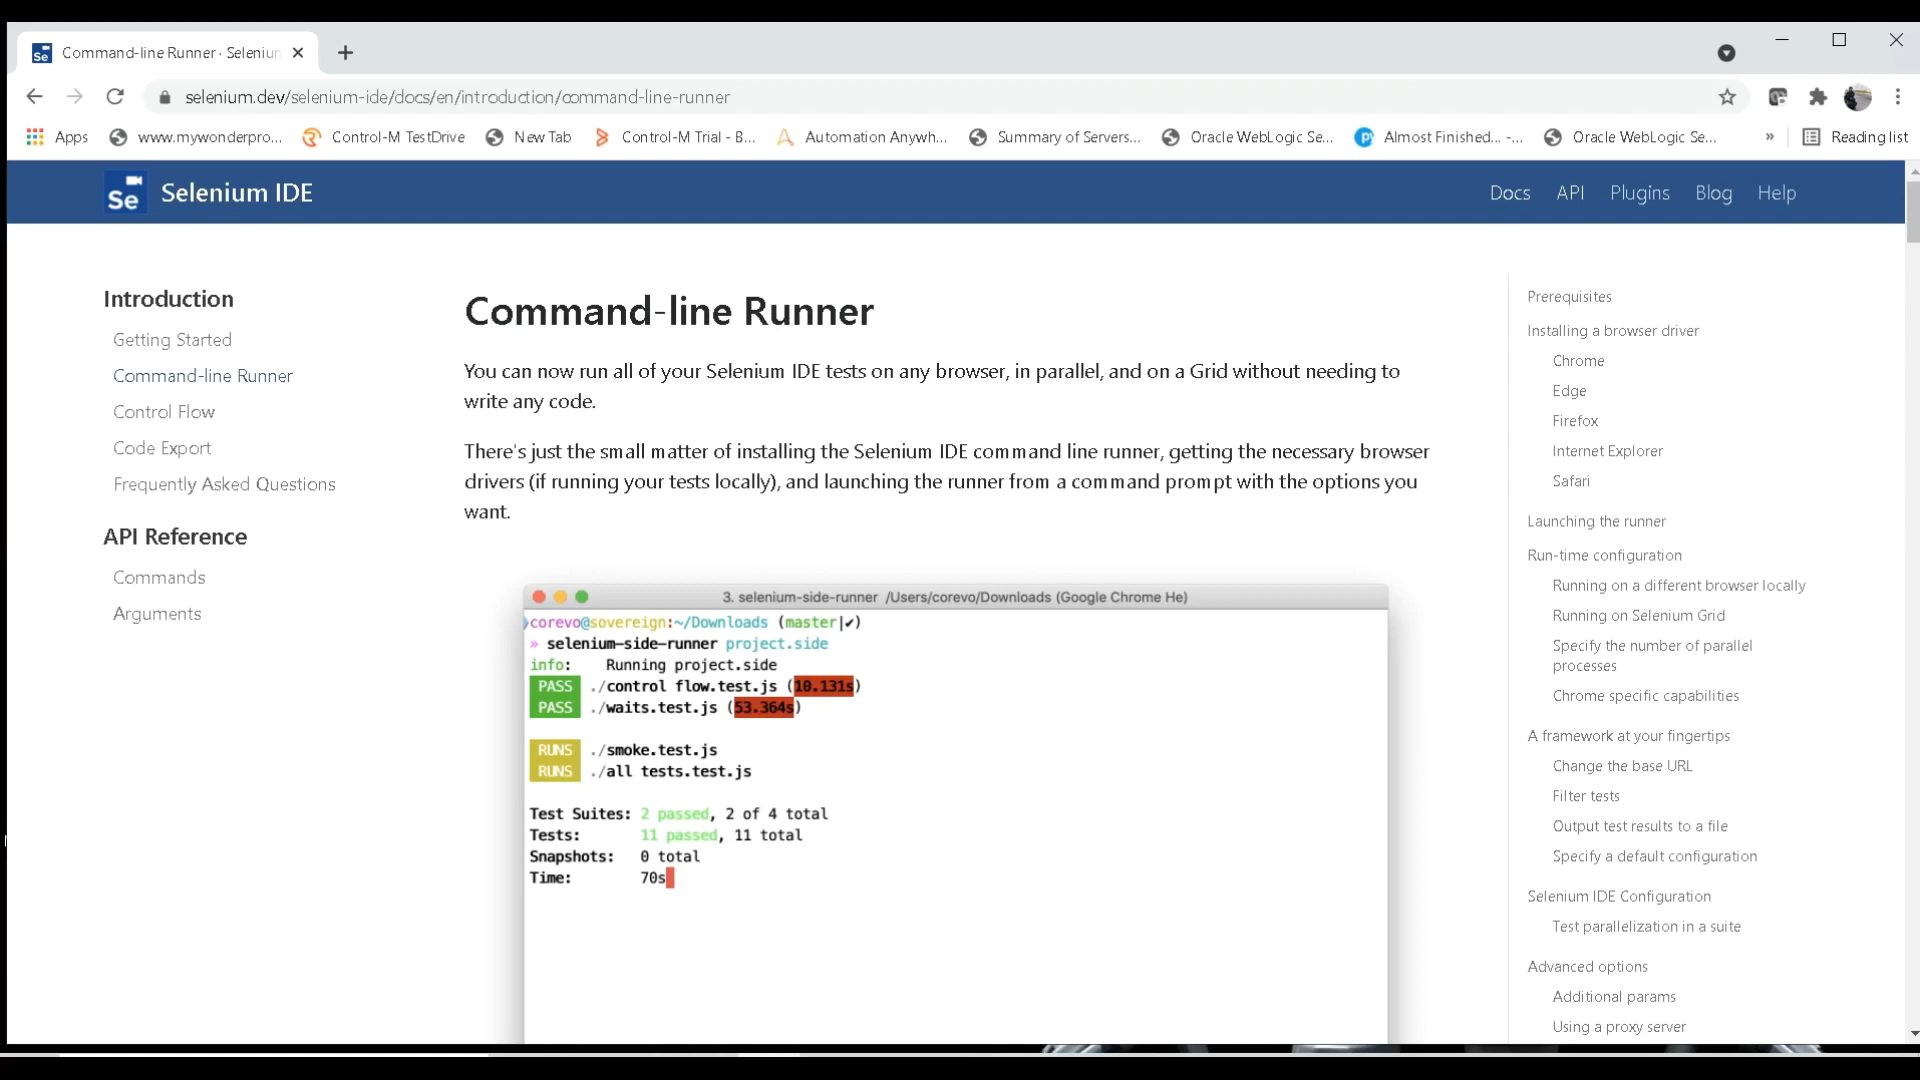 Command-line Runner · Selenium
selenium.dev/selenium-ide/docs/en/introduction/command-line-runner
Apps
www.mywonderpro...
Control-M TestDrive
New Tab
Control-M Trial - B...
Automation Anywh...
Summary of Servers...
Oracle WebLogic Se...
Almost Finished... -...
Oracle WebLogic Se...
»
Reading list
Se Selenium IDE
Docs API Plugins Blog Help
Introduction
Getting Started
Command-line Runner
Control Flow
Code Export
Frequently Asked Questions
API Reference
Commands
Arguments
Command-line Runner
You can now run all of your Selenium IDE tests on any browser, in parallel, and on a Grid without needing to
write any code.
There's just the small matter of installing the Selenium IDE command line runner, getting the necessary browser
drivers (if running your tests locally), and launching the runner from a command prompt with the options you
want.
3. selenium-side-runner /Users/corevo/Downloads (Google Chrome He)
corevo@sovereign:~/Downloads (master|✔)
» selenium-side-runner project.side
info: Running project.side
PASS ./control flow.test.js (10.131s)
PASS ./waits.test.js (53.364s)
RUNS ./smoke.test.js
RUNS ./all tests.test.js
Test Suites: 2 passed, 2 of 4 total
Tests: 11 passed, 11 total
Snapshots: 0 total
Time: 70s
Prerequisites
Installing a browser driver
Chrome
Edge
Firefox
Internet Explorer
Safari
Launching the runner
Run-time configuration
Running on a different browser locally
Running on Selenium Grid
Specify the number of parallel
processes
Chrome specific capabilities
A framework at your fingertips
Change the base URL
Filter tests
Output test results to a file
Specify a default configuration
Selenium IDE Configuration
Test parallelization in a suite
Advanced options
Additional params
Using a proxy server